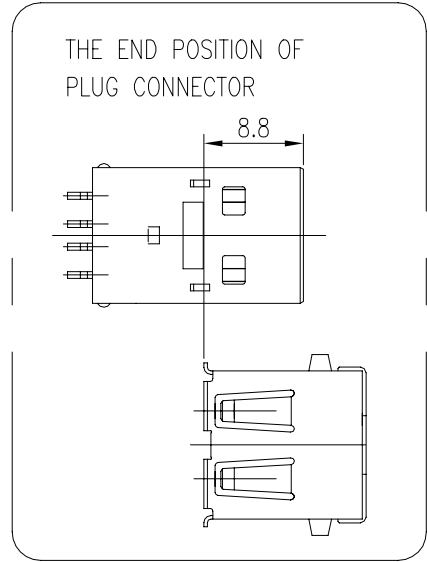 THE END POSITION OF
PLUG CONNECTOR
8.8